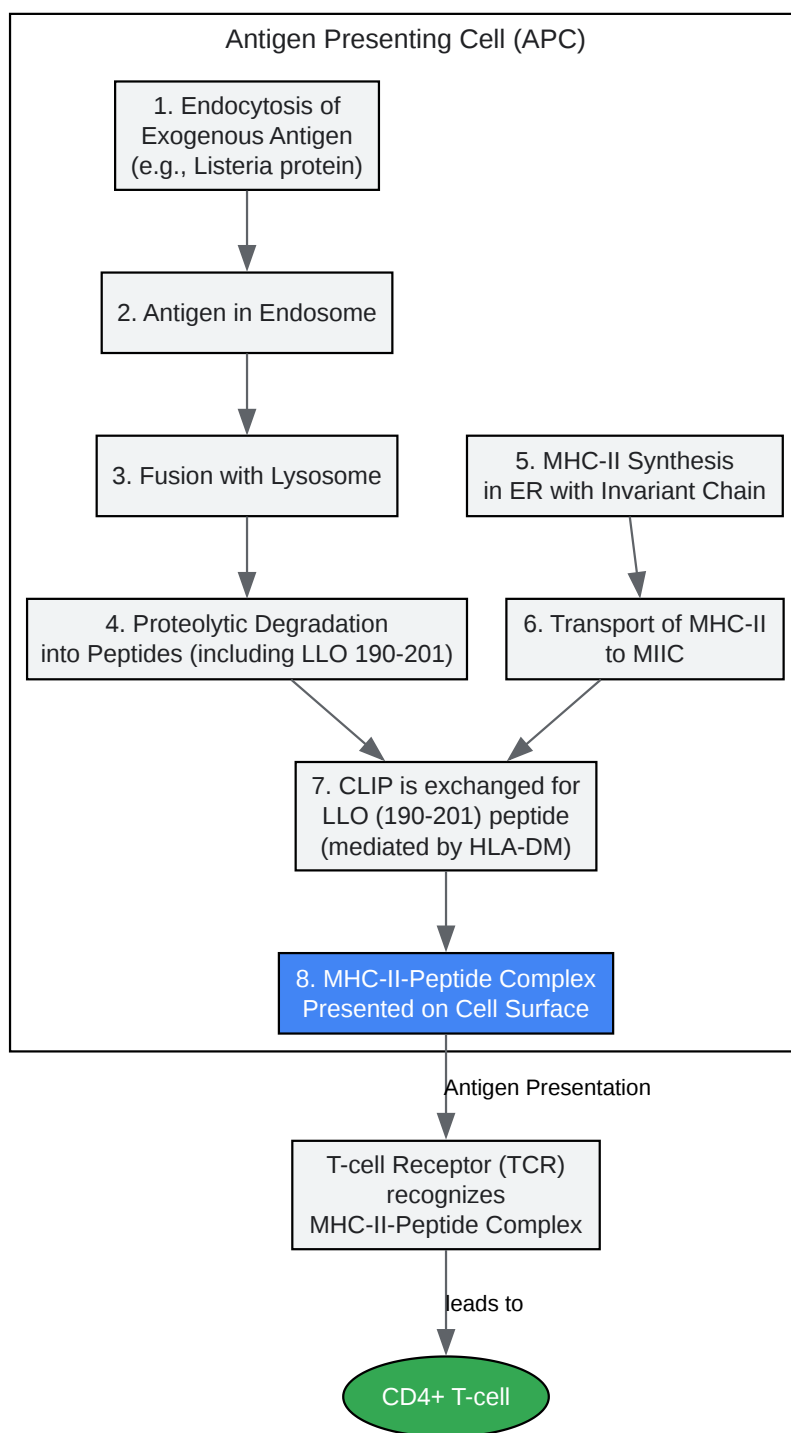 Antigen Presenting Cell (APC)
1. Endocytosis of
Exogenous Antigen
(e.g., Listeria protein)
2. Antigen in Endosome
3. Fusion with Lysosome
5. MHC-II Synthesis
in ER with Invariant Chain
4. Proteolytic Degradation
into Peptides (including LLO 190-201)
6. Transport of MHC-II
to MIIC
7. CLIP is exchanged for
LLO (190-201) peptide
(mediated by HLA-DM)
8. MHC-II-Peptide Complex
Presented on Cell Surface
Antigen Presentation
T-cell Receptor (TCR)
recognizes
MHC-II-Peptide Complex
leads to
CD4+ T-cell